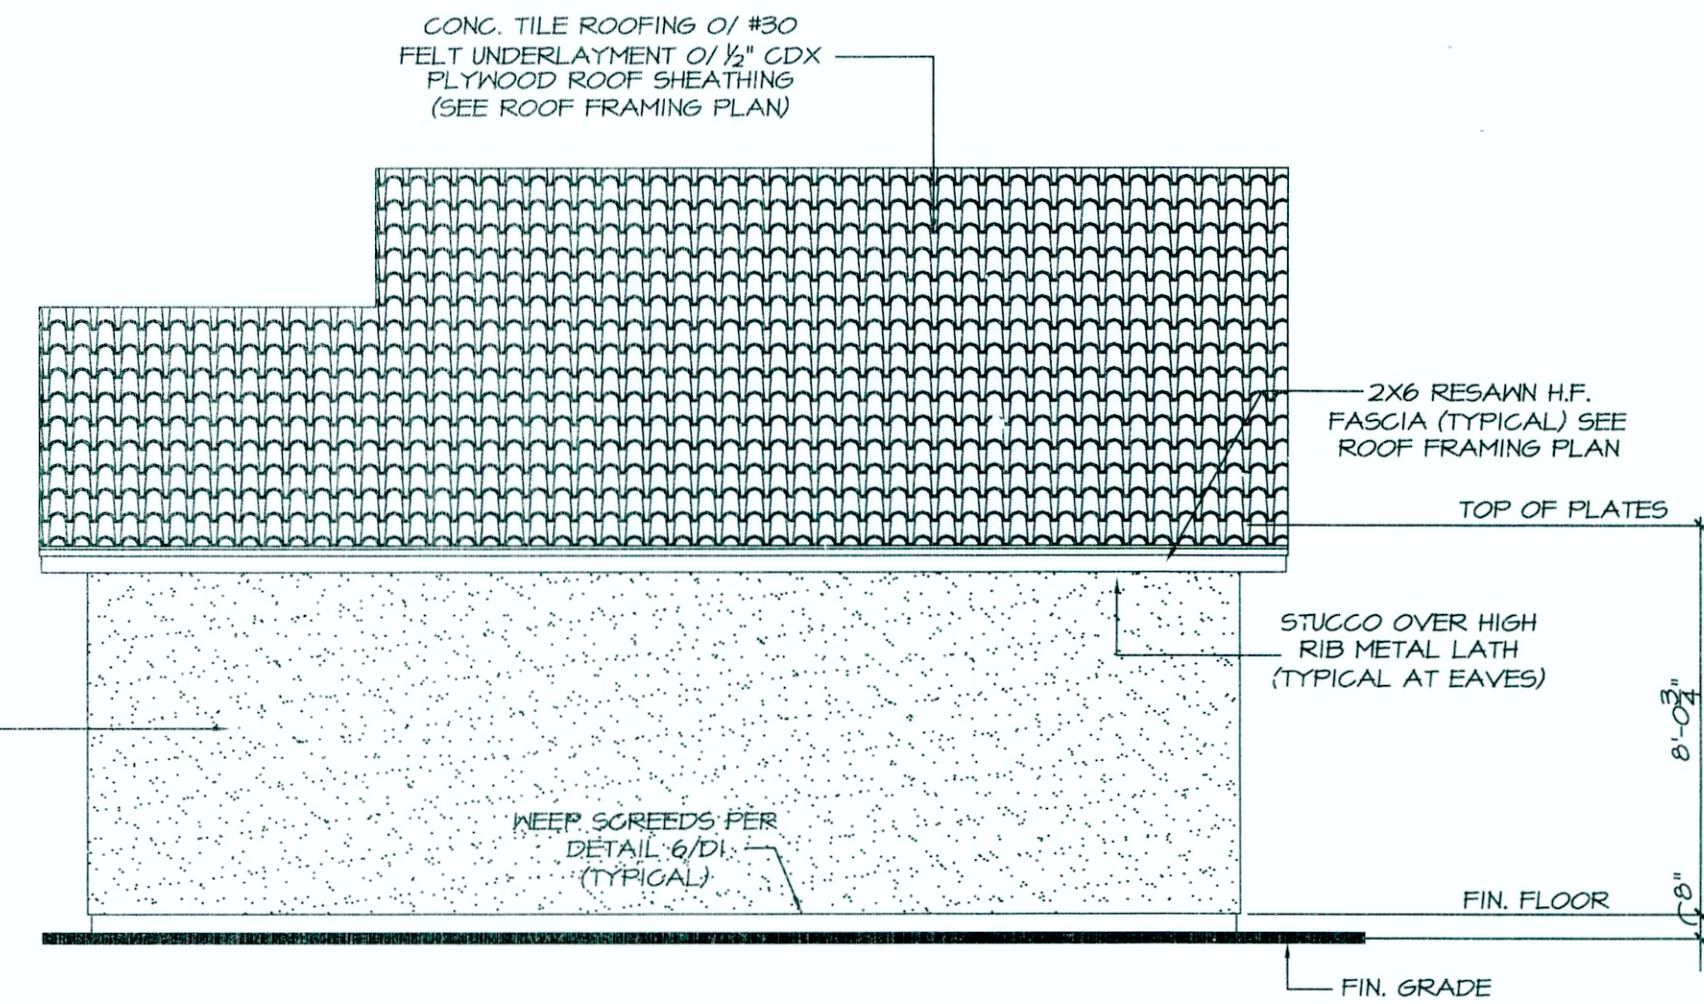 CONC. TILE ROOFING O/ #30
FELT UNDERLAYMENT O/ ½" CDX
PLYWOOD ROOF SHEATHING
(SEE ROOF FRAMING PLAN)
2X6 RESAWN H.F.
FASCIA (TYPICAL) SEE
ROOF FRAMING PLAN
TOP OF PLATES
STUCCO OVER HIGH
RIB METAL LATH
(TYPICAL AT EAVES)
8'-0¾"
WEEP SCREEDS PER
DETAIL 6/D1
(TYPICAL)
FIN. FLOOR
8"
FIN. GRADE